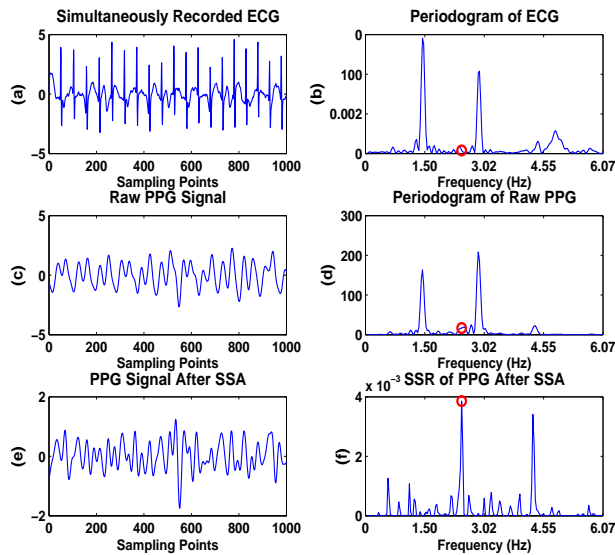 Simultaneously Recorded ECG
5
0
−5
(a)
0 200 400 600 800 1000
Sampling Points
Periodogram of ECG
0
100
0.002
0
(b)
0 1.50 3.02 4.55 6.07
Frequency (Hz)
Raw PPG Signal
5
0
−5
(c)
0 200 400 600 800 1000
Sampling Points
Periodogram of Raw PPG
300
200
100
0
(d)
0 1.50 3.02 4.55 6.07
Frequency (Hz)
PPG Signal After SSA
2
0
−2
(e)
0 200 400 600 800 1000
Sampling Points
x 10−3 SSR of PPG After SSA
4
2
0
(f)
0 1.50 3.02 4.55 6.07
Frequency (Hz)